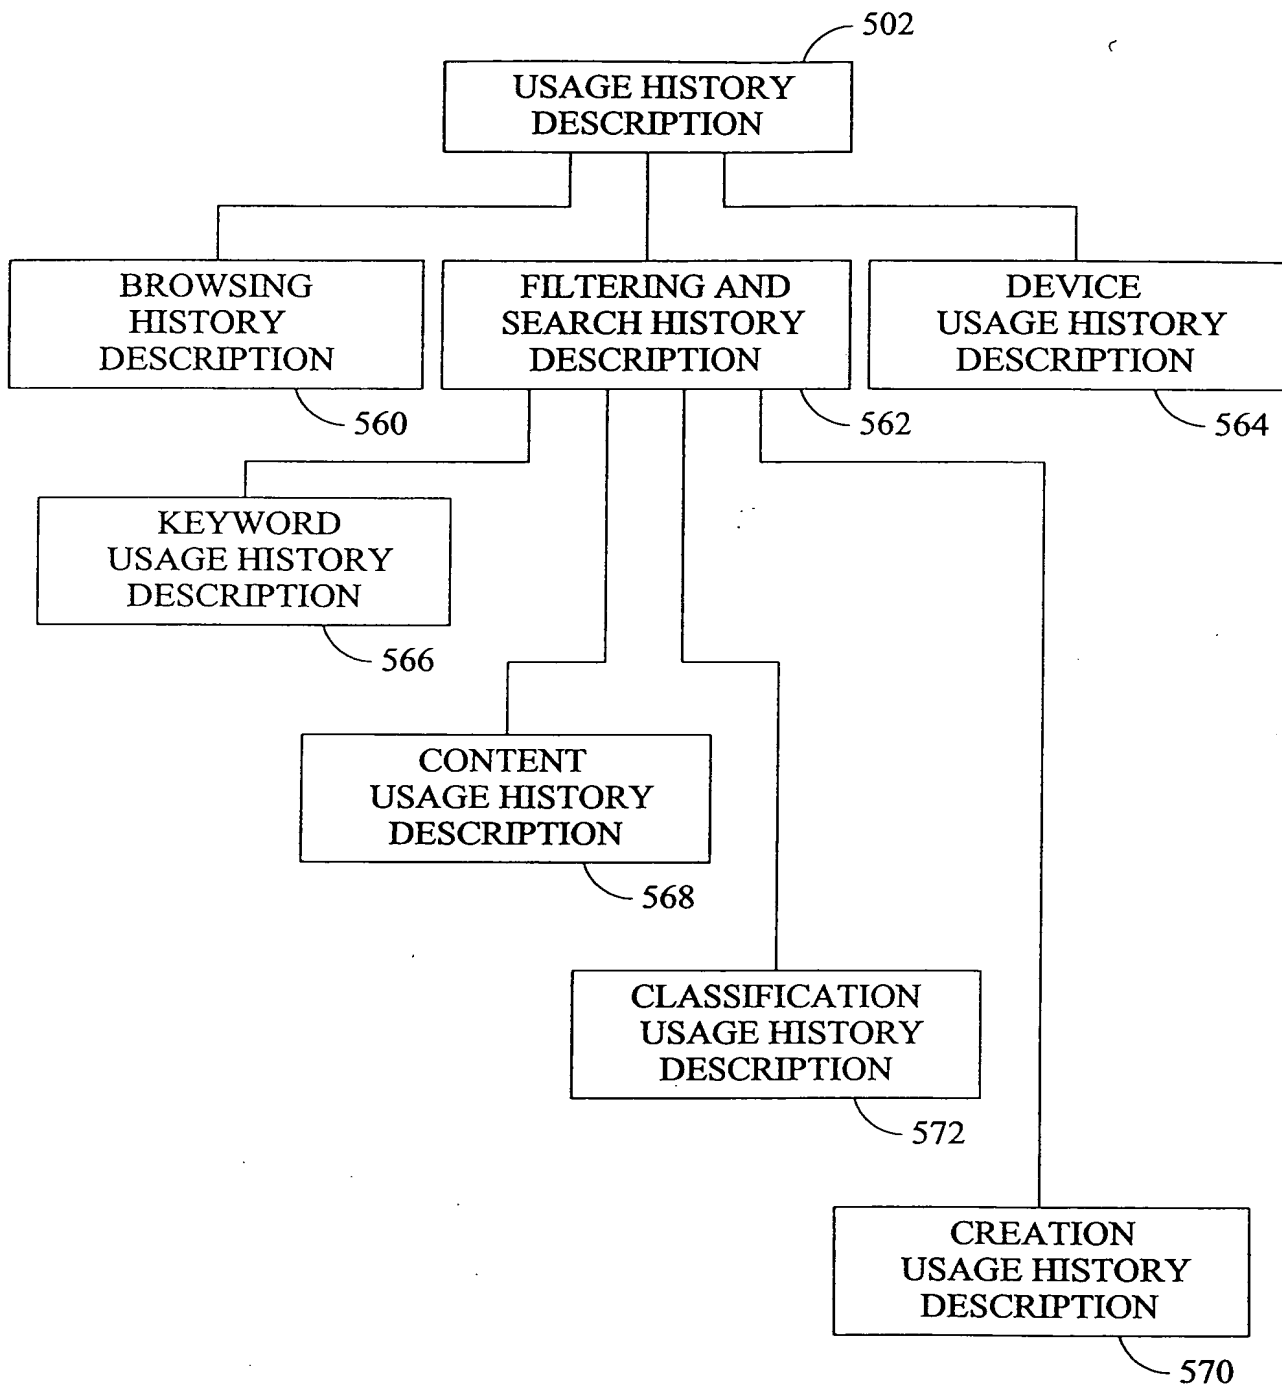 502
USAGE HISTORY
DESCRIPTION
BROWSING
HISTORY
DESCRIPTION
560
FILTERING AND
SEARCH HISTORY
DESCRIPTION
562
DEVICE
USAGE HISTORY
DESCRIPTION
564
KEYWORD
USAGE HISTORY
DESCRIPTION
566
CONTENT
USAGE HISTORY
DESCRIPTION
568
CLASSIFICATION
USAGE HISTORY
DESCRIPTION
572
CREATION
USAGE HISTORY
DESCRIPTION
570